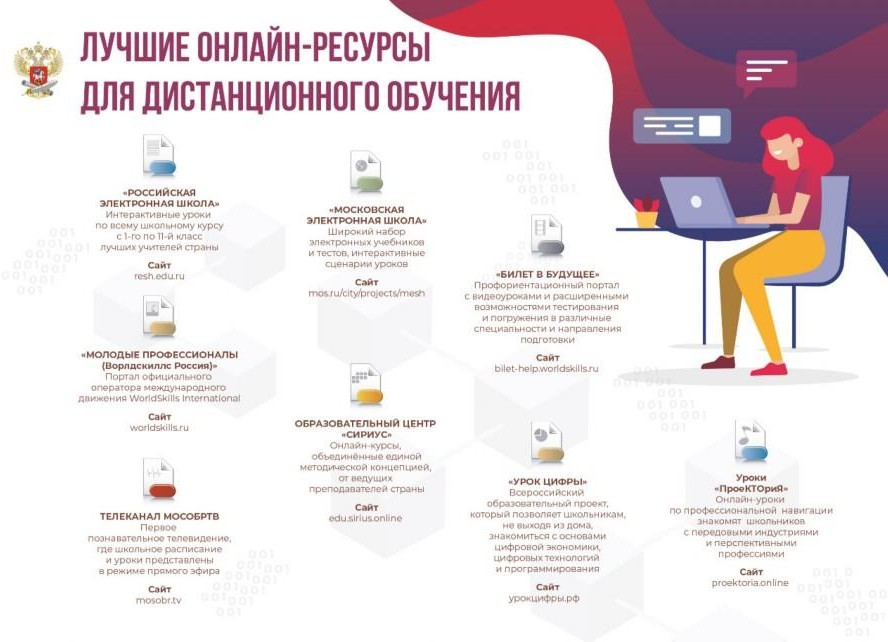 ЛУЧШИЕ ОНЛАЙН-РЕСУРСЫ
ДЛЯ ДИСТАНЦИОННОГО ОБУЧЕНИЯ
«РОССИЙСКАЯ
ЭЛЕКТРОННАЯ ШКОЛА»
Интерактивные уроки
по всему школьному курсу
с 1-го по 11-й класс
лучших учителей страны
Сайт
resh.edu.ru
«МОСКОВСКАЯ
ЭЛЕКТРОННАЯ ШКОЛА»
Широкий набор
электронных учебников
и тестов, интерактивные
сценарии уроков
Сайт
mos.ru/city/projects/mesh
«БИЛЕТ В БУДУЩЕЕ»
Профориентационный портал
с видеоуроками и расширенными
возможностями тестирования
и погружения в различные
специальности и направления
подготовки
Сайт
bilet-help.worldskills.ru
«МОЛОДЫЕ ПРОФЕССИОНАЛЫ
(Ворлдскиллс Россия)»
Портал официального
оператора международного
движения WorldSkills International
Сайт
worldskills.ru
ОБРАЗОВАТЕЛЬНЫЙ ЦЕНТР
«СИРИУС»
Онлайн-курсы,
объединённые единой
методической концепцией,
от ведущих
преподавателей страны
Сайт
edu.sirius.online
ТЕЛЕКАНАЛ МОСОБРТВ
Первое
познавательное телевидение,
где школьное расписание
и уроки представлены
в режиме прямого эфира
Сайт
mosobr.tv
«УРОК ЦИФРЫ»
Всероссийский
образовательный проект,
который позволяет школьникам,
не выходя из дома,
знакомиться с основами
цифровой экономики,
цифровых технологий
и программирования
Сайт
урокцифры.рф
Уроки
«ПроеКТОриЯ»
Онлайн-уроки
по профессиональной навигации
знакомят школьников
с передовыми индустриями
и перспективными
профессиями
Сайт
proektoria.online